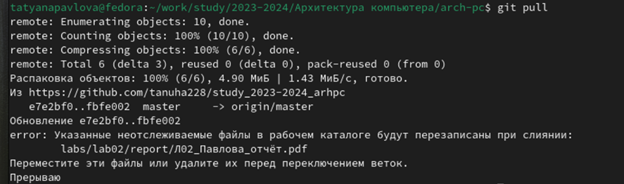 tatyanapavlova@fedora:~/work/study/2023-2024/Архитектура компьютера/arch-pc$ git pull
remote: Enumerating objects: 10, done.
remote: Counting objects: 100% (10/10), done.
remote: Compressing objects: 100% (6/6), done.
remote: Total 6 (delta 3), reused 0 (delta 0), pack-reused 0 (from 0)
Распаковка объектов: 100% (6/6), 4.90 МиБ | 1.43 МиБ/с, готово.
Из https://github.com/tanuha228/study_2023-2024_arhpc
   e7e2bf0..fbfe002  master     -> origin/master
Обновление e7e2bf0..fbfe002
error: Указанные неотслеживаемые файлы в рабочем каталоге будут перезаписаны при слиянии:
        labs/lab02/report/Л02_Павлова_отчёт.pdf
Переместите эти файлы или удалите их перед переключением веток.
Прерываю